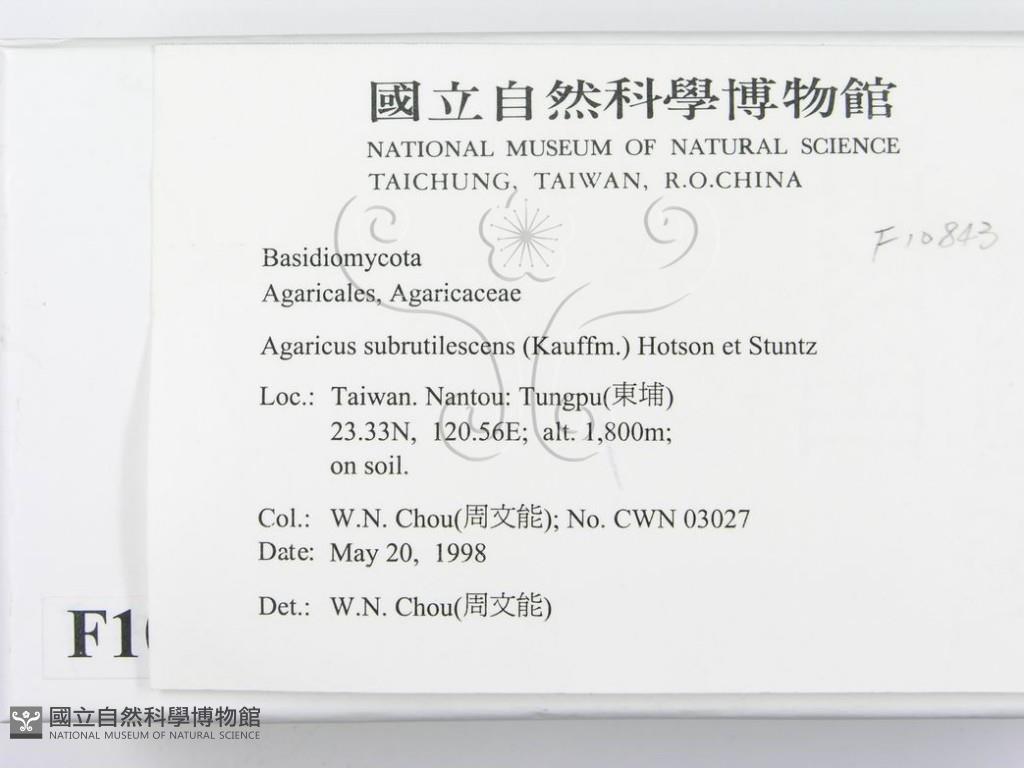 國立自然科學博物館
NATIONAL MUSEUM OF NATURAL SCIENCE
TAICHUNG, TAIWAN, R.O.CHINA
F10843
Basidiomycota
Agaricales, Agaricaceae
Agaricus subrutilescens (Kauffm.) Hotson et Stuntz
Loc.: Taiwan. Nantou: Tungpu(東埔)
23.33N, 120.56E; alt. 1,800m;
on soil.
Col.: W.N. Chou(周文能); No. CWN 03027
Date: May 20, 1998
Det.: W.N. Chou(周文能)
F1
國立自然科學博物館
NATIONAL MUSEUM OF NATURAL SCIENCE